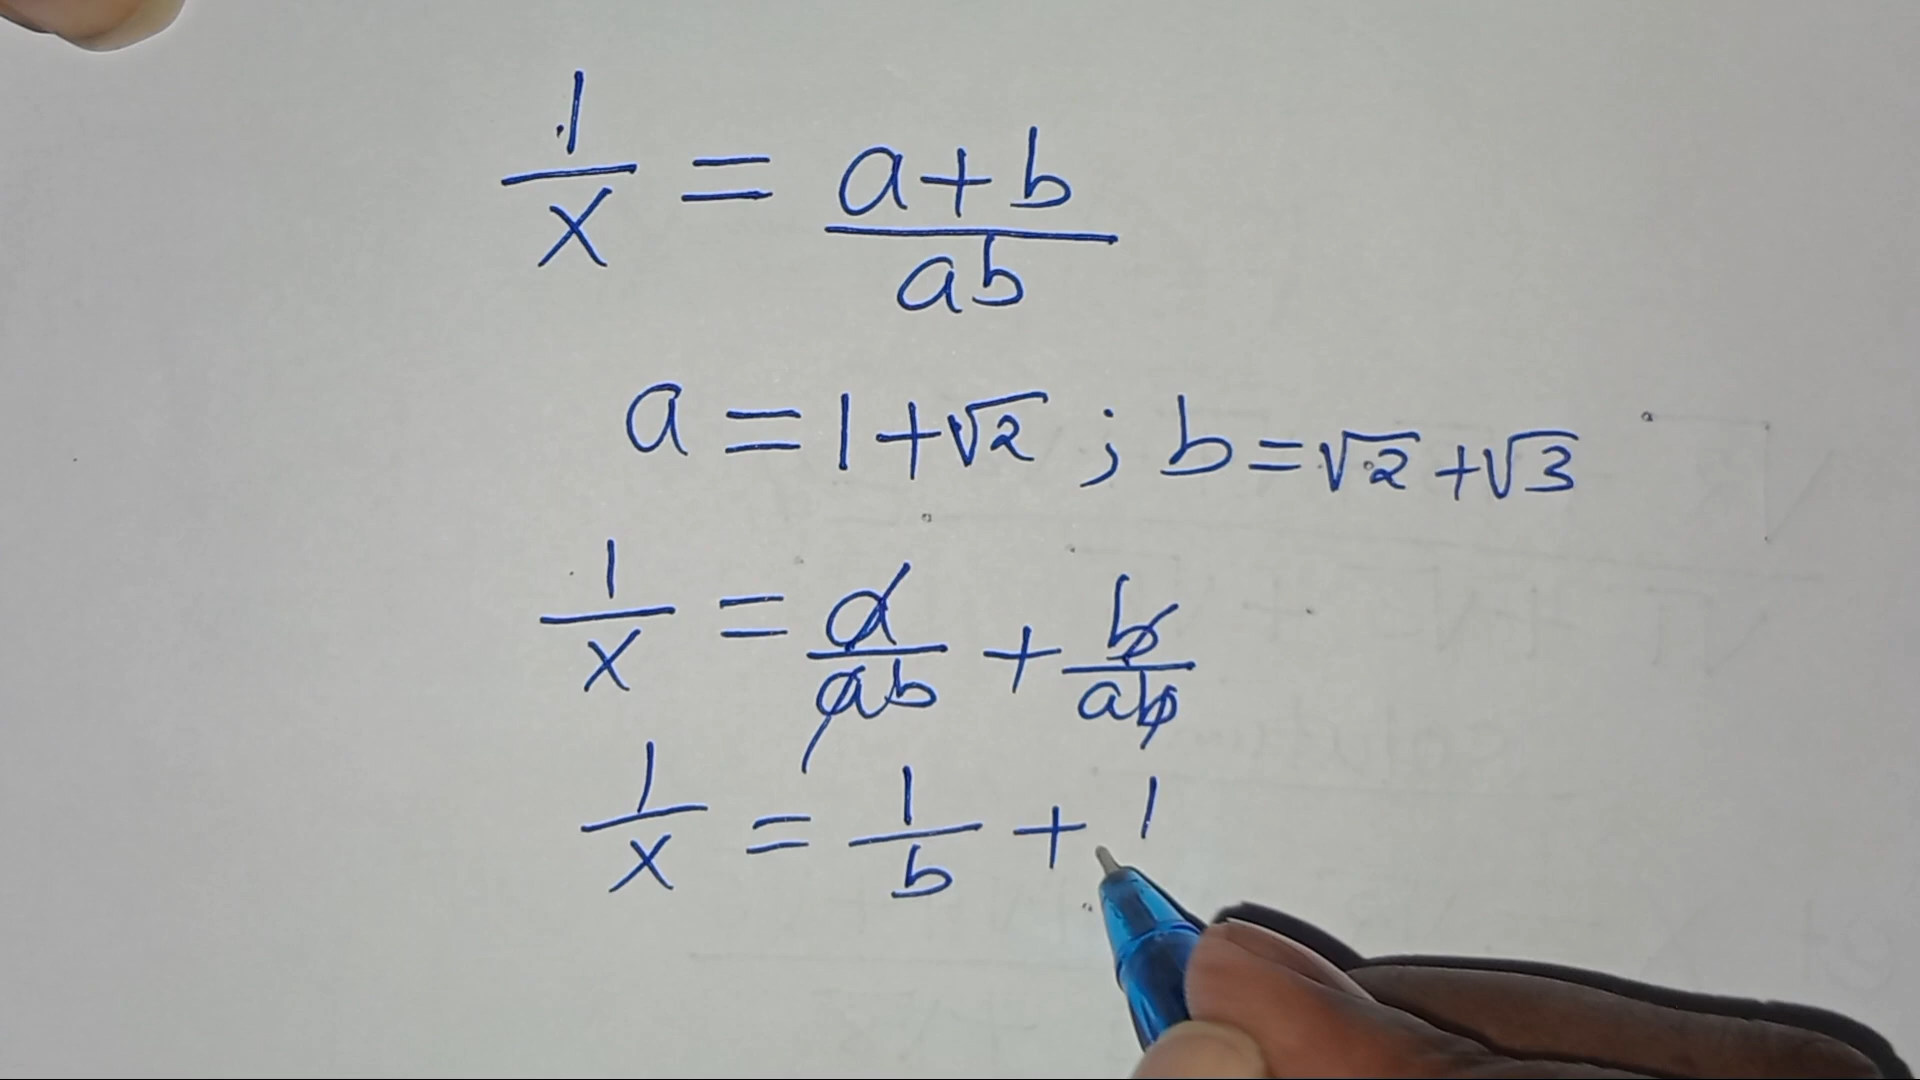 1/x = (a+b)/(ab)
a = 1+√2 ; b = √2 + √3
1/x = a/(ab) + b/(ab)
1/x = 1/b + 1